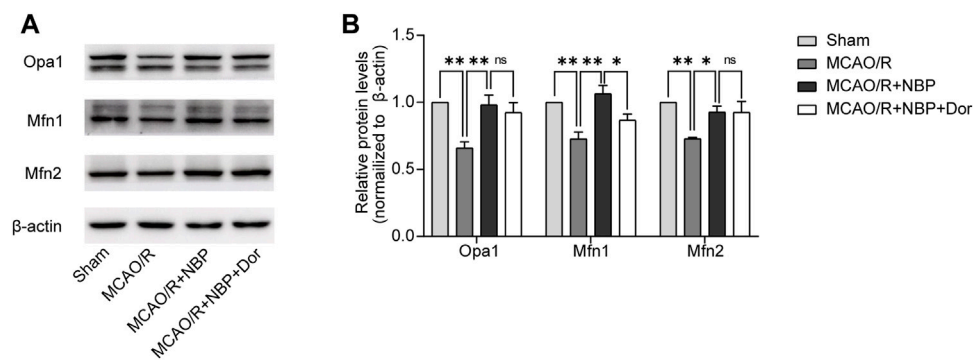 A
Opa1
Mfn1
Mfn2
β-actin
Sham
MCAO/R
MCAO/R+NBP
MCAO/R+NBP+Dor
B
Relative protein levels
(normailized to β-actin)
1.5
1.0
0.5
0.0
** ** ns
** ** *
** * ns
Opa1 Mfn1 Mfn2
Sham
MCAO/R
MCAO/R+NBP
MCAO/R+NBP+Dor